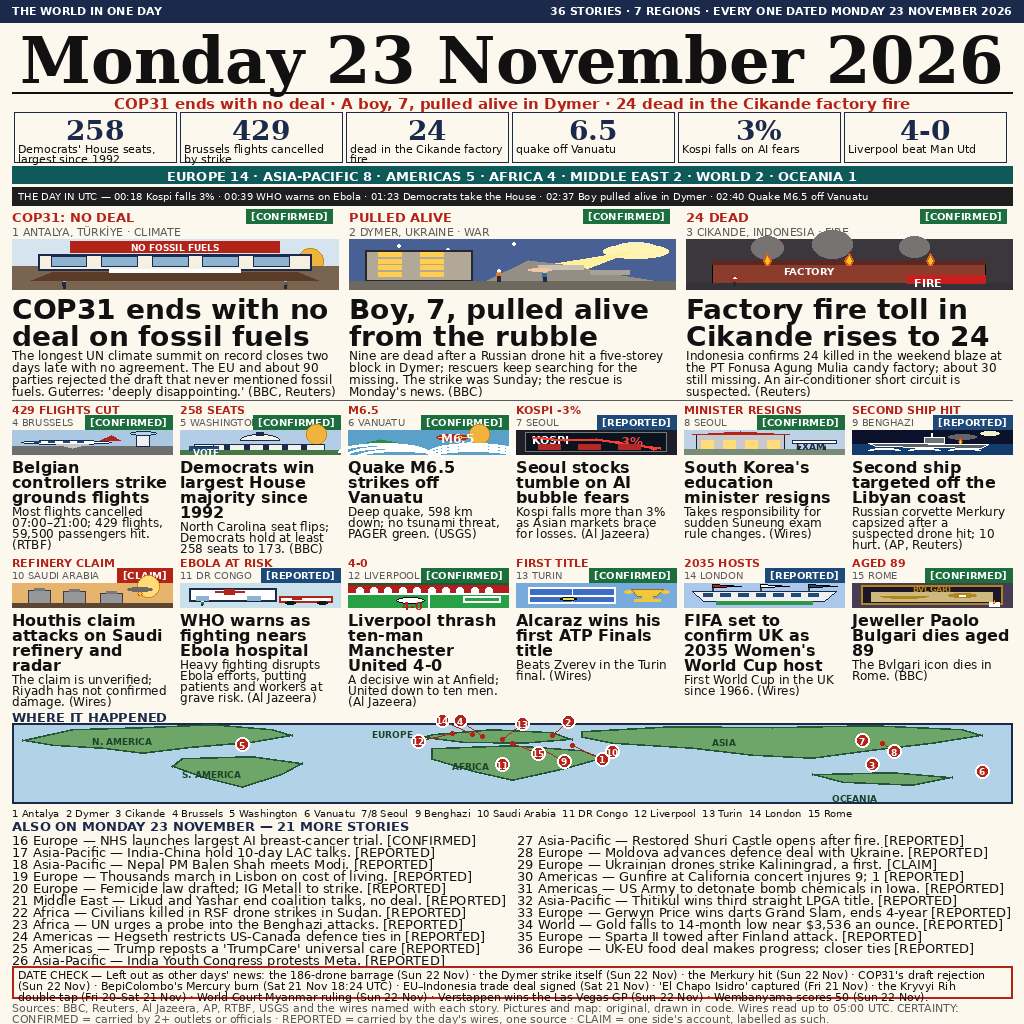 THE WORLD IN ONE DAY
36 STORIES · 7 REGIONS · EVERY ONE DATED MONDAY 23 NOVEMBER 2026
Monday 23 November 2026
COP31 ends with no deal · A boy, 7, pulled alive in Dymer · 24 dead in the Cikande factory fire
258
Democrats' House seats,
largest since 1992
429
Brussels flights cancelled
by strike
24
dead in the Cikande factory
fire
6.5
quake off Vanuatu
3%
Kospi falls on AI fears
4-0
Liverpool beat Man Utd
EUROPE 14 · ASIA-PACIFIC 8 · AMERICAS 5 · AFRICA 4 · MIDDLE EAST 2 · WORLD 2 · OCEANIA 1
THE DAY IN UTC — 00:18 Kospi falls 3% · 00:39 WHO warns on Ebola · 01:23 Democrats take the House · 02:37 Boy pulled alive in Dymer · 02:40 Quake M6.5 off Vanuatu
COP31: NO DEAL
[CONFIRMED]
1 ANTALYA, TÜRKİYE · CLIMATE
NO FOSSIL FUELS
COP31 ends with no
deal on fossil fuels
The longest UN climate summit on record closes two
days late with no agreement. The EU and about 90
parties rejected the draft that never mentioned fossil
fuels. Guterres: 'deeply disappointing.' (BBC, Reuters)
PULLED ALIVE
[CONFIRMED]
2 DYMER, UKRAINE · WAR
Boy, 7, pulled alive
from the rubble
Nine are dead after a Russian drone hit a five-storey
block in Dymer; rescuers keep searching for the
missing. The strike was Sunday; the rescue is
Monday's news. (BBC)
24 DEAD
[CONFIRMED]
3 CIKANDE, INDONESIA · FIRE
FACTORY
FIRE
Factory fire toll in
Cikande rises to 24
Indonesia confirms 24 killed in the weekend blaze at
the PT Fonusa Agung Mulia candy factory; about 30
still missing. An air-conditioner short circuit is
suspected. (Reuters)
429 FLIGHTS CUT
4 BRUSSELS
[CONFIRMED]
Belgian
controllers strike
grounds flights
Most flights cancelled
07:00–21:00; 429 flights,
59,500 passengers hit.
(RTBF)
258 SEATS
5 WASHINGTON
[CONFIRMED]
VOTE
Democrats win
largest House
majority since
1992
North Carolina seat flips;
Democrats hold at least
258 seats to 173. (BBC)
M6.5
6 VANUATU
[CONFIRMED]
M6.5
Quake M6.5
strikes off
Vanuatu
Deep quake, 598 km
down; no tsunami threat,
PAGER green. (USGS)
KOSPI -3%
7 SEOUL
[REPORTED]
KOSPI
-3%
Seoul stocks
tumble on AI
bubble fears
Kospi falls more than 3%
as Asian markets brace
for losses. (Al Jazeera)
MINISTER RESIGNS
8 SEOUL
[CONFIRMED]
EXAM
South Korea's
education
minister resigns
Takes responsibility for
sudden Suneung exam
rule changes. (Wires)
SECOND SHIP HIT
9 BENGHAZI
[REPORTED]
Second ship
targeted off the
Libyan coast
Russian corvette Merkury
capsized after a
suspected drone hit; 10
hurt. (AP, Reuters)
REFINERY CLAIM
10 SAUDI ARABIA
[CLAIM]
Houthis claim
attacks on Saudi
refinery and
radar
The claim is unverified;
Riyadh has not confirmed
damage. (Wires)
EBOLA AT RISK
11 DR CONGO
[REPORTED]
WHO warns as
fighting nears
Ebola hospital
Heavy fighting disrupts
Ebola efforts, putting
patients and workers at
grave risk. (Al Jazeera)
4-0
12 LIVERPOOL
[CONFIRMED]
4-0
Liverpool thrash
ten-man
Manchester
United 4-0
A decisive win at Anfield;
United down to ten men.
(Al Jazeera)
FIRST TITLE
13 TURIN
[CONFIRMED]
Alcaraz wins his
first ATP Finals
title
Beats Zverev in the Turin
final. (Wires)
2035 HOSTS
14 LONDON
[REPORTED]
FIFA set to
confirm UK as
2035 Women's
World Cup host
First World Cup in the UK
since 1966. (Wires)
AGED 89
15 ROME
[CONFIRMED]
BVLGARI
Jeweller Paolo
Bulgari dies aged
89
The Bvlgari icon dies in
Rome. (BBC)
WHERE IT HAPPENED
N. AMERICA
S. AMERICA
EUROPE
AFRICA
ASIA
OCEANIA
14
4
13
2
12
5
15
11
9
1
10
7
8
3
6
1 Antalya 2 Dymer 3 Cikande 4 Brussels 5 Washington 6 Vanuatu 7/8 Seoul 9 Benghazi 10 Saudi Arabia 11 DR Congo 12 Liverpool 13 Turin 14 London 15 Rome
ALSO ON MONDAY 23 NOVEMBER — 21 MORE STORIES
16 Europe — NHS launches largest AI breast-cancer trial. [CONFIRMED]
17 Asia-Pacific — India-China hold 10-day LAC talks. [REPORTED]
18 Asia-Pacific — Nepal PM Balen Shah meets Modi. [REPORTED]
19 Europe — Thousands march in Lisbon on cost of living. [REPORTED]
20 Europe — Femicide law drafted; IG Metall to strike. [REPORTED]
21 Middle East — Likud and Yashar end coalition talks, no deal. [REPORTED]
22 Africa — Civilians killed in RSF drone strikes in Sudan. [REPORTED]
23 Africa — UN urges a probe into the Benghazi attacks. [REPORTED]
24 Americas — Hegseth restricts US-Canada defence ties in [REPORTED]
25 Americas — Trump reposts a 'TrumpCare' universal care [REPORTED]
26 Asia-Pacific — India Youth Congress protests Meta. [REPORTED]
27 Asia-Pacific — Restored Shuri Castle opens after fire. [REPORTED]
28 Europe — Moldova advances defence deal with Ukraine. [REPORTED]
29 Europe — Ukrainian drones strike Kaliningrad, a first. [CLAIM]
30 Americas — Gunfire at California concert injures 9; 1 [REPORTED]
31 Americas — US Army to detonate bomb chemicals in Iowa. [REPORTED]
32 Asia-Pacific — Thitikul wins third straight LPGA title. [REPORTED]
33 Europe — Gerwyn Price wins darts Grand Slam, ends 4-year [REPORTED]
34 World — Gold falls to 14-month low near $3,536 an ounce. [REPORTED]
35 Europe — Sparta II towed after Finland attack. [REPORTED]
36 Europe — UK-EU food deal makes progress; closer ties [REPORTED]
DATE CHECK — Left out as other days' news: the 186-drone barrage (Sun 22 Nov) · the Dymer strike itself (Sun 22 Nov) · the Merkury hit (Sun 22 Nov) · COP31's draft rejection
(Sun 22 Nov) · BepiColombo's Mercury burn (Sat 21 Nov 18:24 UTC) · EU–Indonesia trade deal signed (Sat 21 Nov) · 'El Chapo Isidro' captured (Fri 21 Nov) · the Kryvyi Rih
double-tap (Fri 20–Sat 21 Nov) · World Court Myanmar ruling (Sun 22 Nov) · Verstappen wins the Las Vegas GP (Sun 22 Nov) · Wembanyama scores 50 (Sun 22 Nov).
Sources: BBC, Reuters, Al Jazeera, AP, RTBF, USGS and the wires named with each story. Pictures and map: original, drawn in code. Wires read up to 05:00 UTC. CERTAINTY:
CONFIRMED = carried by 2+ outlets or officials · REPORTED = carried by the day's wires, one source · CLAIM = one side's account, labelled as such.